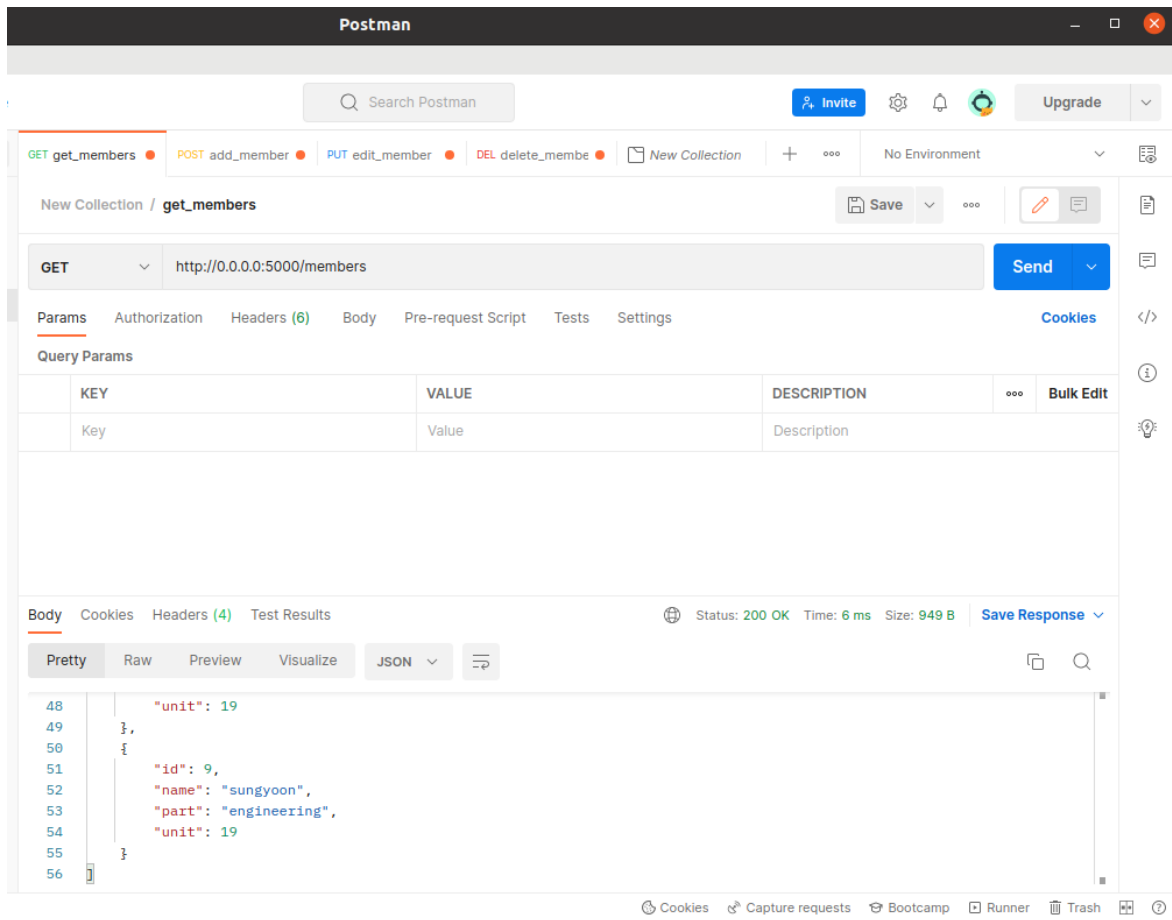 Postman
Search Postman
Invite
Upgrade
GET get_members
POST add_member
PUT edit_member
DEL delete_membe
New Collection
No Environment
New Collection / get_members
Save
GET
http://0.0.0.0:5000/members
Send
Params Authorization Headers (6) Body Pre-request Script Tests Settings Cookies
Query Params
KEY VALUE DESCRIPTION Bulk Edit
Key Value Description
Body Cookies Headers (4) Test Results Status: 200 OK Time: 6 ms Size: 949 B Save Response
Pretty Raw Preview Visualize JSON
48 "unit": 19
49 },
50 {
51 "id": 9,
52 "name": "sungyoon",
53 "part": "engineering",
54 "unit": 19
55 }
56 ]
Cookies Capture requests Bootcamp Runner Trash